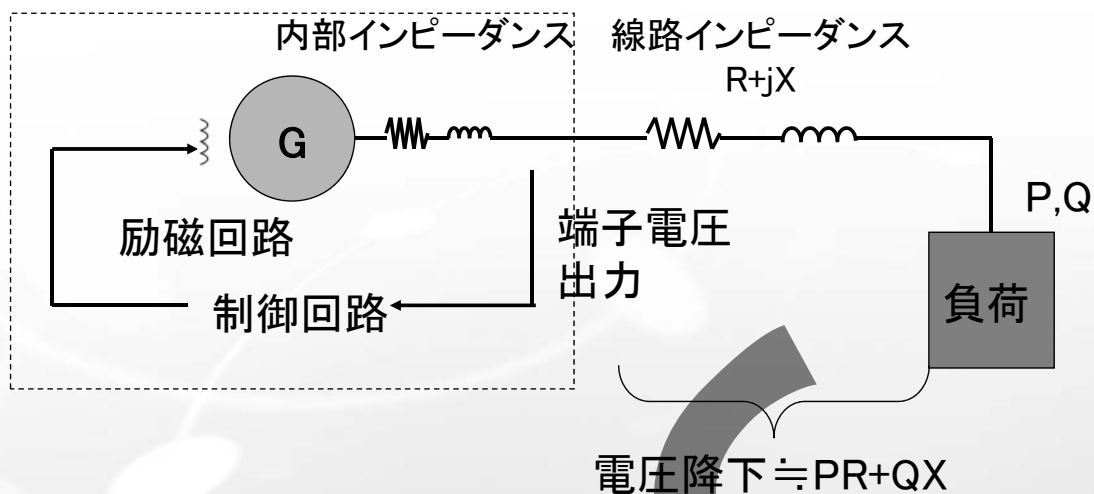 内部インピーダンス
線路インピーダンス
R+jX
G
P,Q
励磁回路
端子電圧
出力
制御回路
負荷
電圧降下≒PR+QX